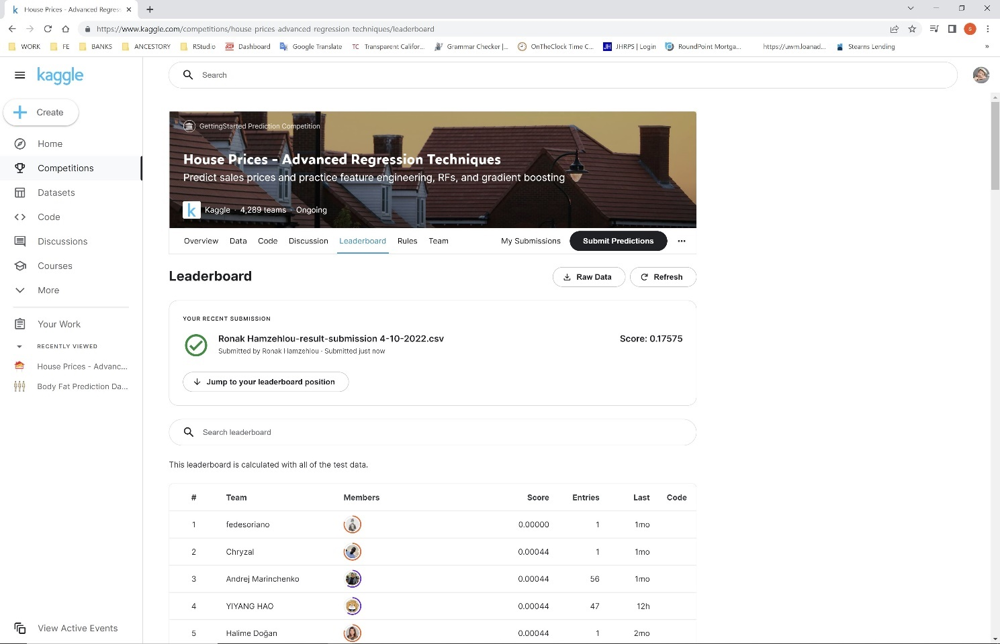 House Prices - Advanced Regress
https://www.kaggle.com/competitions/house-prices-advanced-regression-techniques/leaderboard
S
WORK FE BANKS ANCESTORY RStudio Dashboard Google Translate TC Transparent Califor... Grammar Checker |... OnTheClock Time C... JH JHRPS | Login RoundPoint Mortga... https://uwm.loanad... Stearns Lending »
kaggle
Search
Create
Home
Competitions
Datasets
Code
Discussions
Courses
More
Your Work
RECENTLY VIEWED
House Prices - Advanc...
Body Fat Prediction Da...
View Active Events
GettingStarted Prediction Competition
House Prices - Advanced Regression Techniques
Predict sales prices and practice feature engineering, RFs, and gradient boosting
k Kaggle · 4,289 teams · Ongoing
Overview Data Code Discussion Leaderboard Rules Team My Submissions Submit Predictions ...
Leaderboard
Raw Data Refresh
YOUR RECENT SUBMISSION
Ronak Hamzehlou-result-submission 4-10-2022.csv Score: 0.17575
Submitted by Ronak Hamzehlou · Submitted just now
Jump to your leaderboard position
Search leaderboard
This leaderboard is calculated with all of the test data.
# Team Members Score Entries Last Code
1 fedesoriano 0.00000 1 1mo
2 Chryzal 0.00044 1 1mo
3 Andrej Marinchenko 0.00044 56 1mo
4 YIYANG HAO 0.00044 47 12h
5 Halime Doğan 0.00044 1 2mo